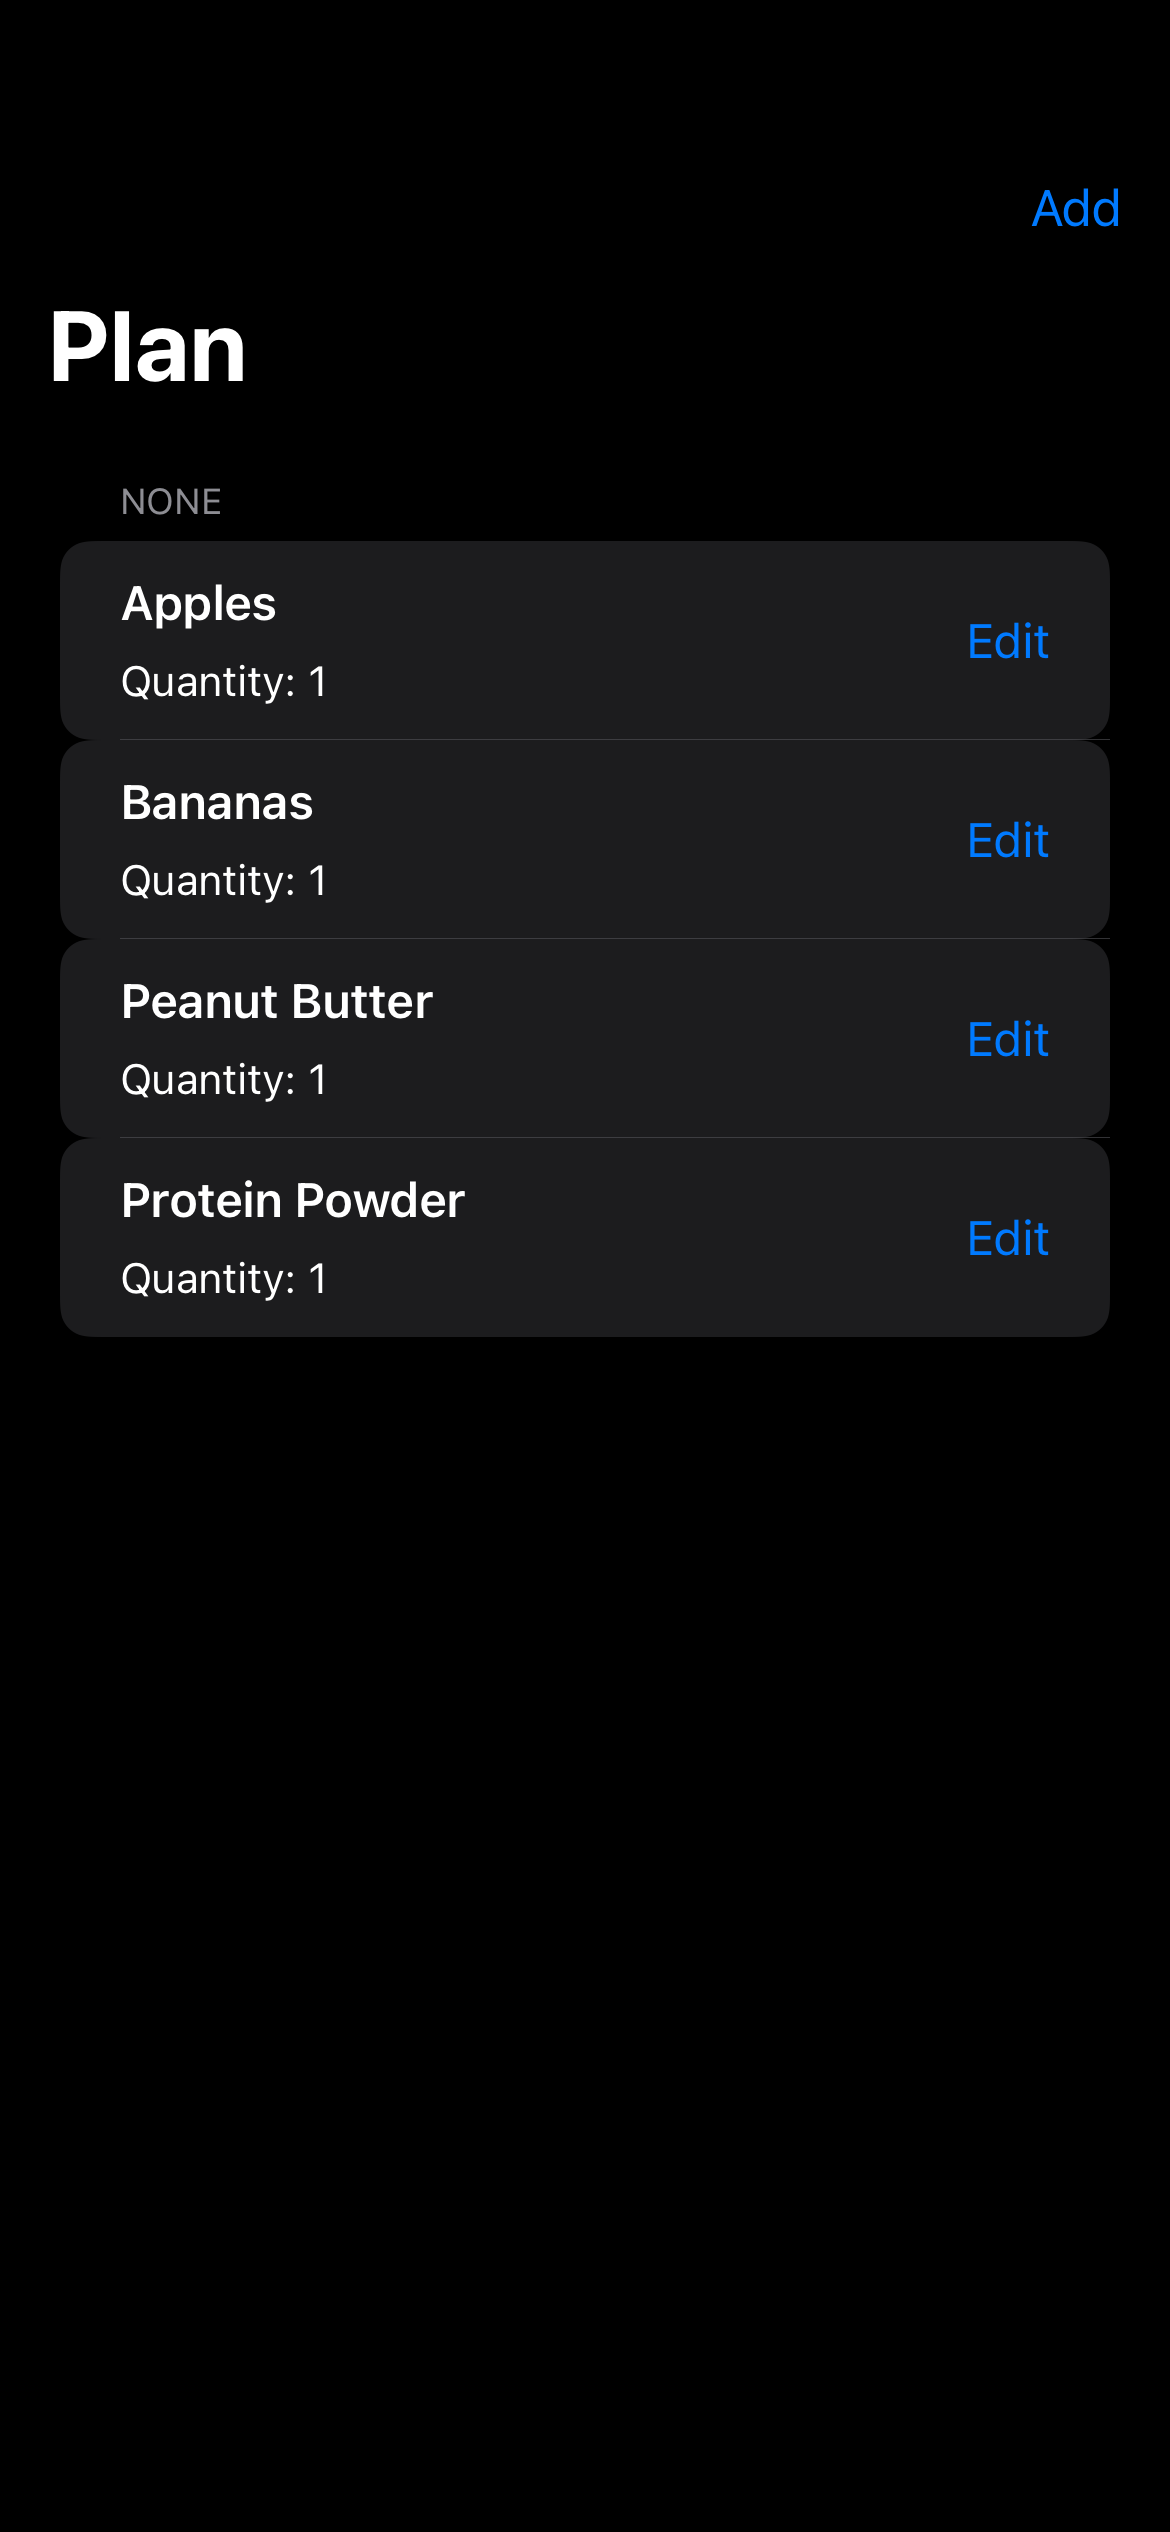 Add
Plan
NONE
Apples
Edit
Quantity: 1
Bananas
Edit
Quantity: 1
Peanut Butter
Edit
Quantity: 1
Protein Powder
Edit
Quantity: 1